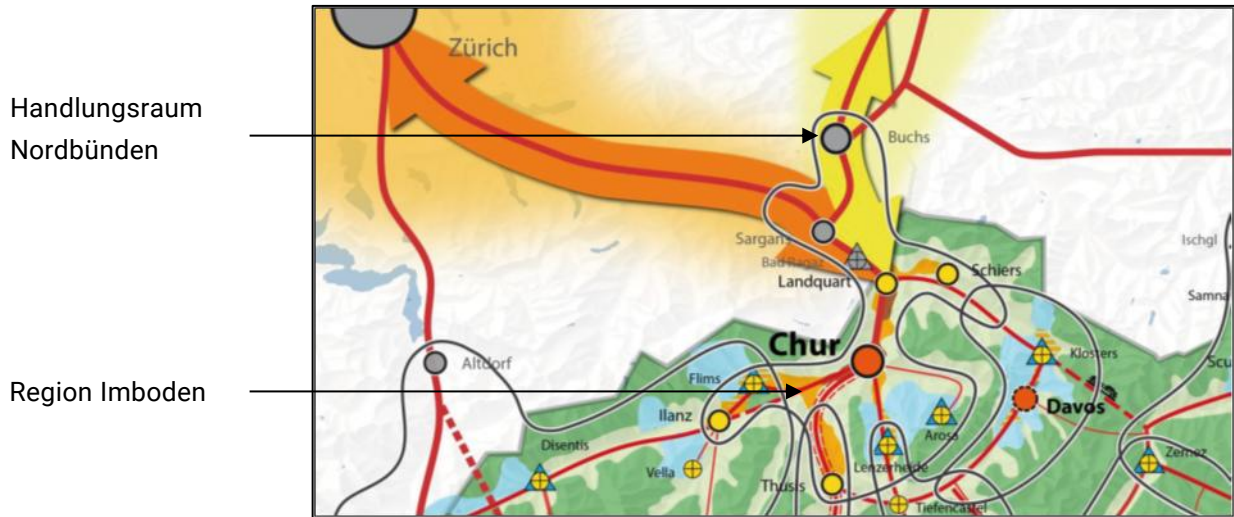 Zürich
Handlungsraum
Nordbünden
Buchs
Sargans
Bad Ragaz
Ischgl
Schiers
Landquart
Samna
Chur
Klosters
Altdorf
Scu
Region Imboden
Flims
Davos
Ilanz
Arosa
Disentis
Lenzerheide
Zernez
Vella
Thusis
Tiefencastel